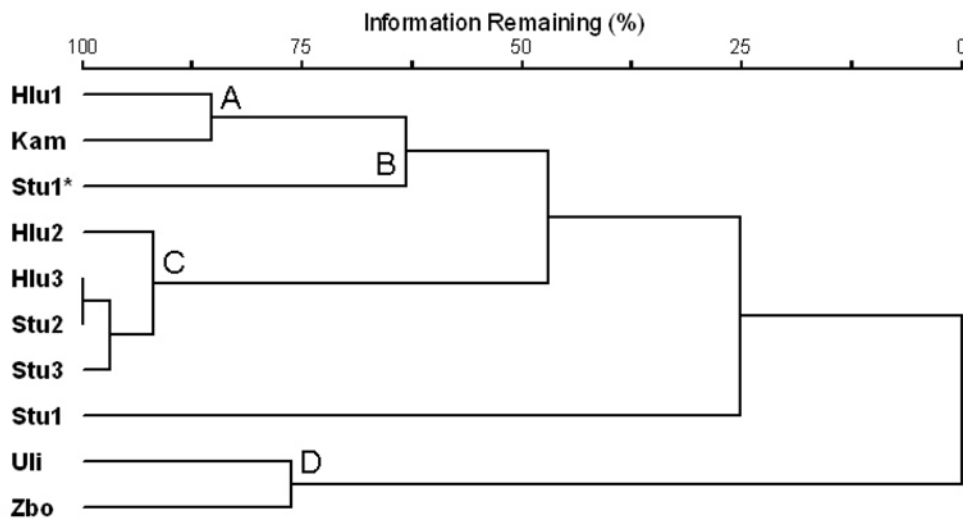 Information Remaining (%)
100 75 50 25 0
Hlu1
A
Kam
B
Stu1*
Hlu2
C
Hlu3
Stu2
Stu3
Stu1
Uli
D
Zbo